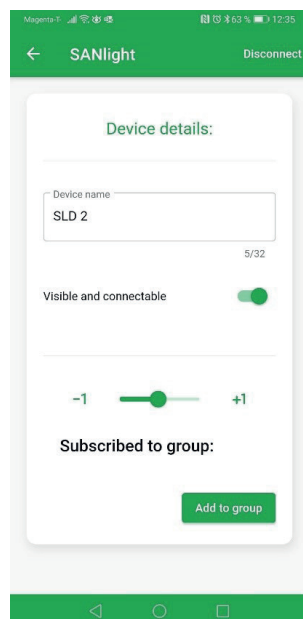 Magenta-T- 63 % 12:35
SANlight Disconnect
Device details:
Device name
SLD 2
5/32
Visible and connectable
−1 +1
Subscribed to group:
Add to group